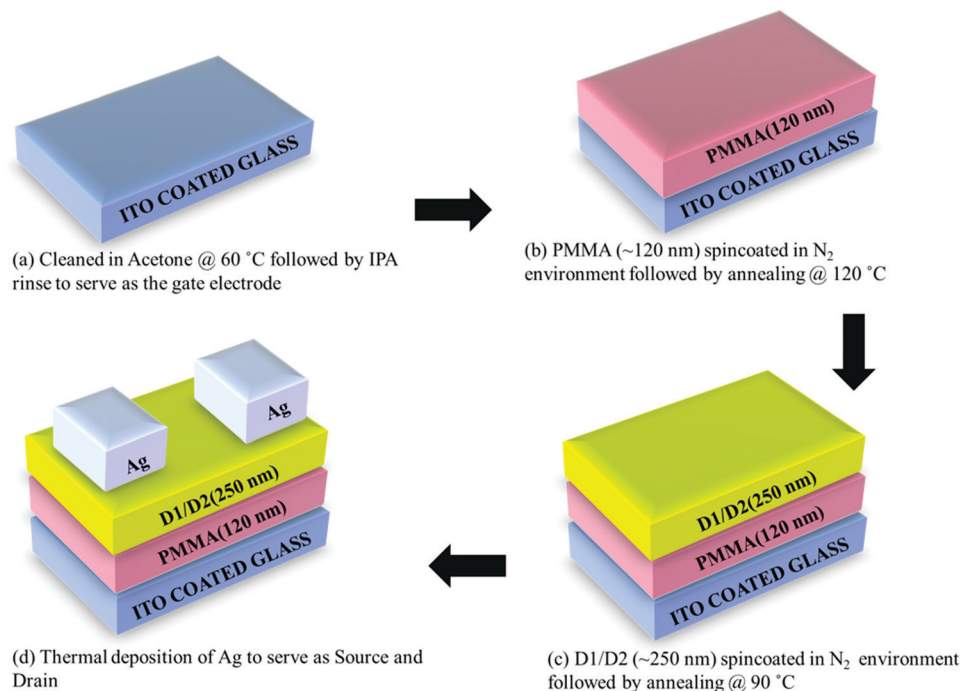 ITO COATED GLASS
(a) Cleaned in Acetone @ 60 ˚C followed by IPA
rinse to serve as the gate electrode
PMMA(120 nm)
ITO COATED GLASS
(b) PMMA (~120 nm) spincoated in N₂
environment followed by annealing @ 120 ˚C
D1/D2(250 nm)
PMMA(120 nm)
ITO COATED GLASS
(c) D1/D2 (~250 nm) spincoated in N₂ environment
followed by annealing @ 90 ˚C
Ag
Ag
D1/D2(250 nm)
PMMA(120 nm)
ITO COATED GLASS
(d) Thermal deposition of Ag to serve as Source and
Drain